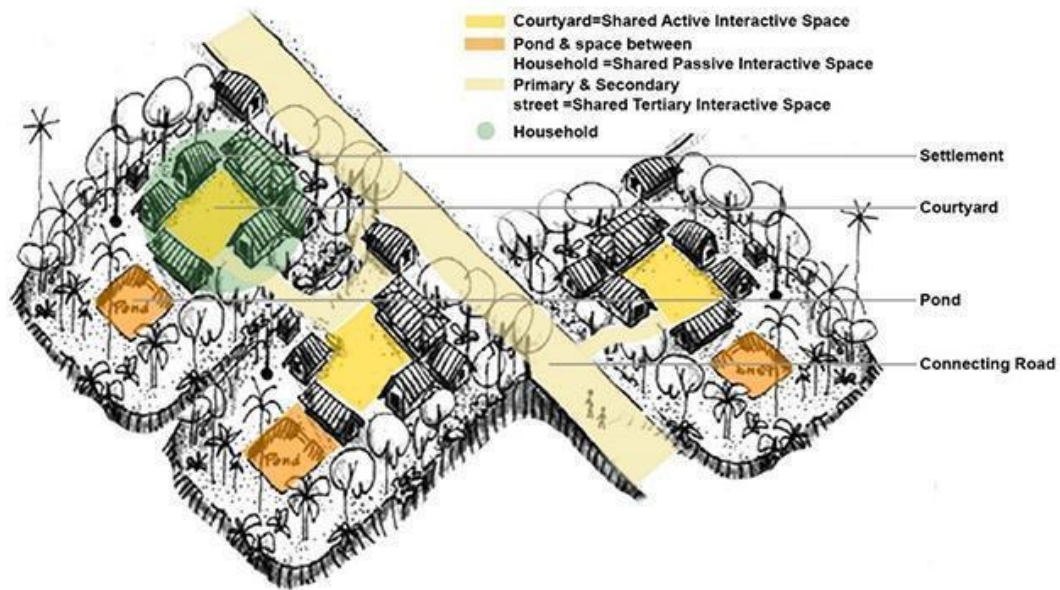 Courtyard=Shared Active Interactive Space
Pond & space between
Household =Shared Passive Interactive Space
Primary & Secondary
street =Shared Tertiary Interactive Space
Household
Settlement
Courtyard
Pond
Connecting Road
Pond
Pond